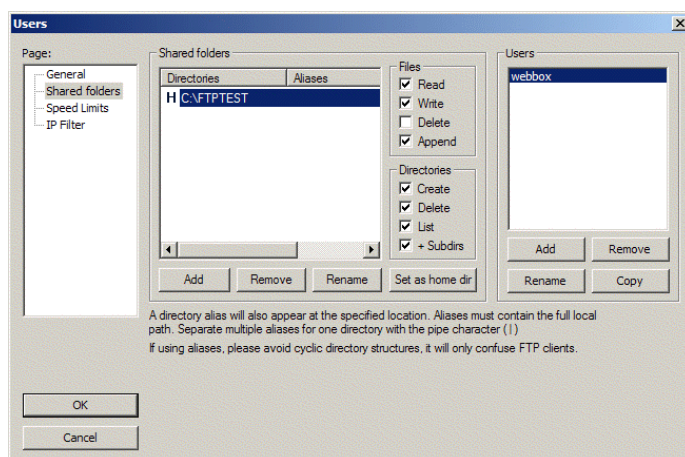 Users
Page:
General
Shared folders
Speed Limits
IP Filter
Shared folders
Directories Aliases
H C:\FTPTEST
Files
Read
Write
Delete
Append
Directories
Create
Delete
List
+ Subdirs
Add Remove Rename Set as home dir
Users
webbox
Add Remove
Rename Copy
A directory alias will also appear at the specified location. Aliases must contain the full local
path. Separate multiple aliases for one directory with the pipe character ( | )
If using aliases, please avoid cyclic directory structures, it will only confuse FTP clients.
OK
Cancel